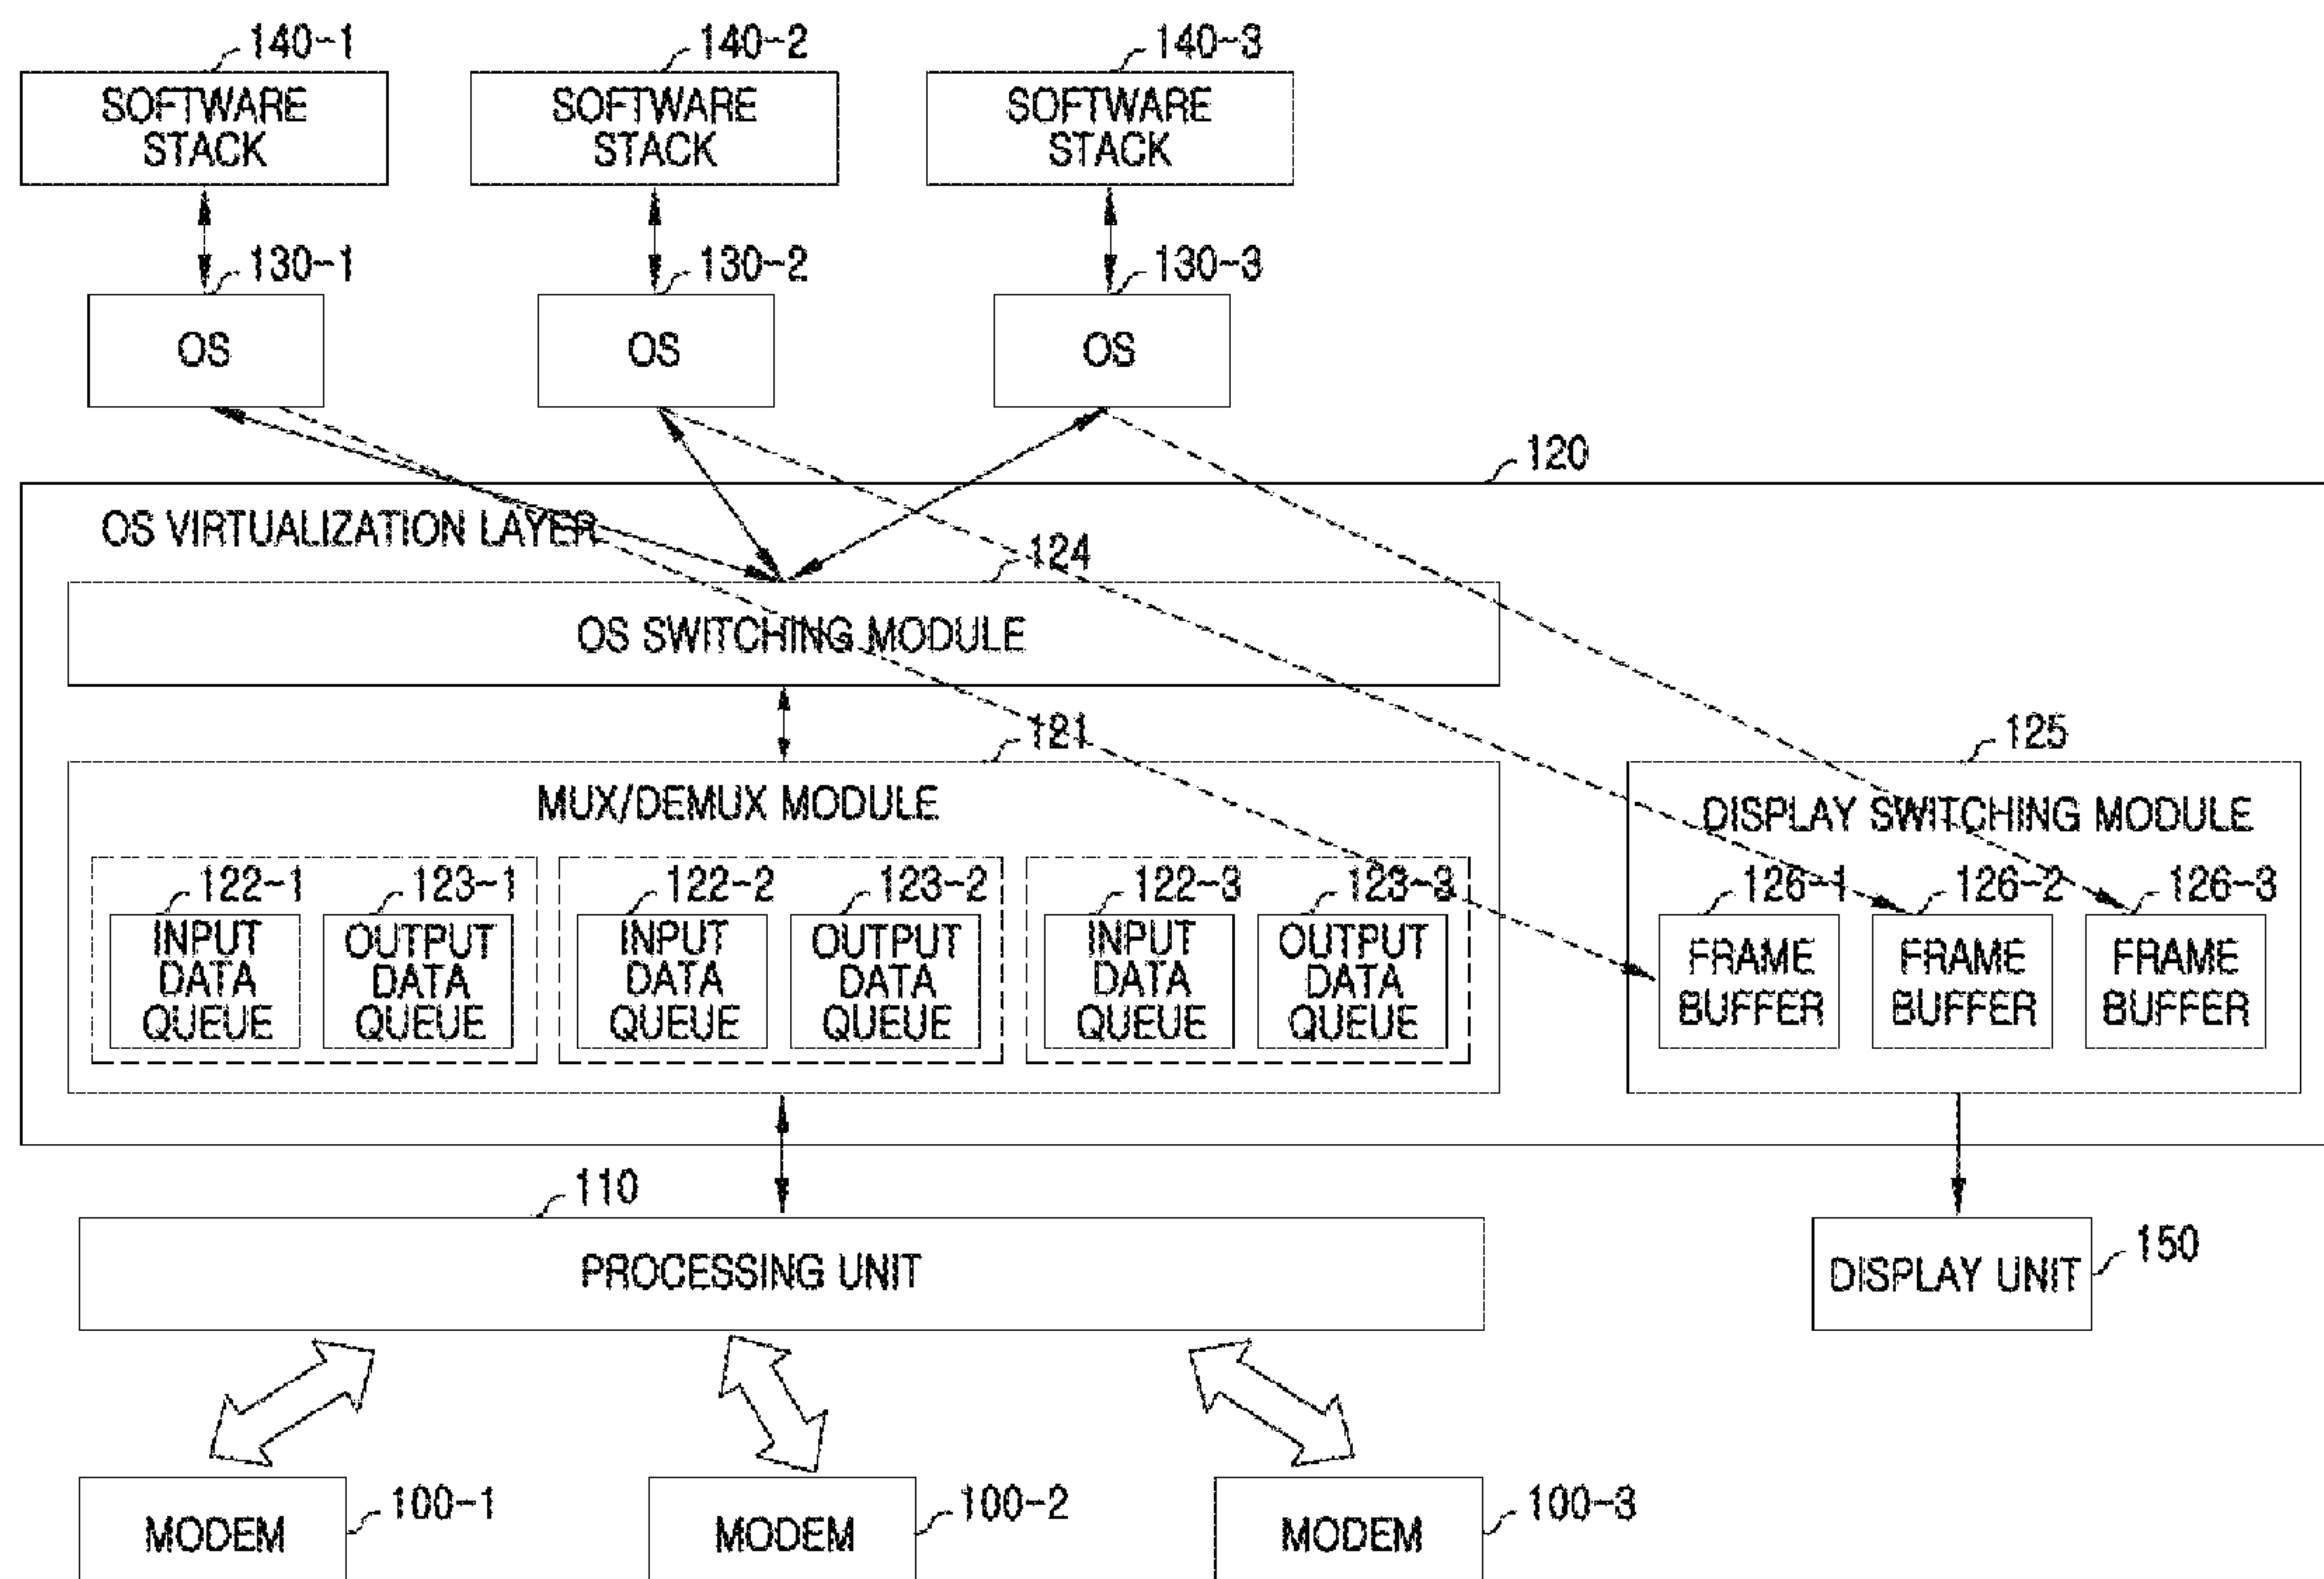 140-1
140-2
140-3
SOFTWARE
STACK
SOFTWARE
STACK
SOFTWARE
STACK
130-1
130-2
130-3
OS
OS
OS
120
OS VIRTUALIZATION LAYER
124
OS SWITCHING MODULE
121
125
MUX/DEMUX MODULE
DISPLAY SWITCHING MODULE
122-1
123-1
122-2
123-2
122-3
123-3
126-1
126-2
126-3
INPUT
DATA
QUEUE
OUTPUT
DATA
QUEUE
INPUT
DATA
QUEUE
OUTPUT
DATA
QUEUE
INPUT
DATA
QUEUE
OUTPUT
DATA
QUEUE
FRAME
BUFFER
FRAME
BUFFER
FRAME
BUFFER
110
PROCESSING UNIT
DISPLAY UNIT
150
MODEM
100-1
MODEM
100-2
MODEM
100-3